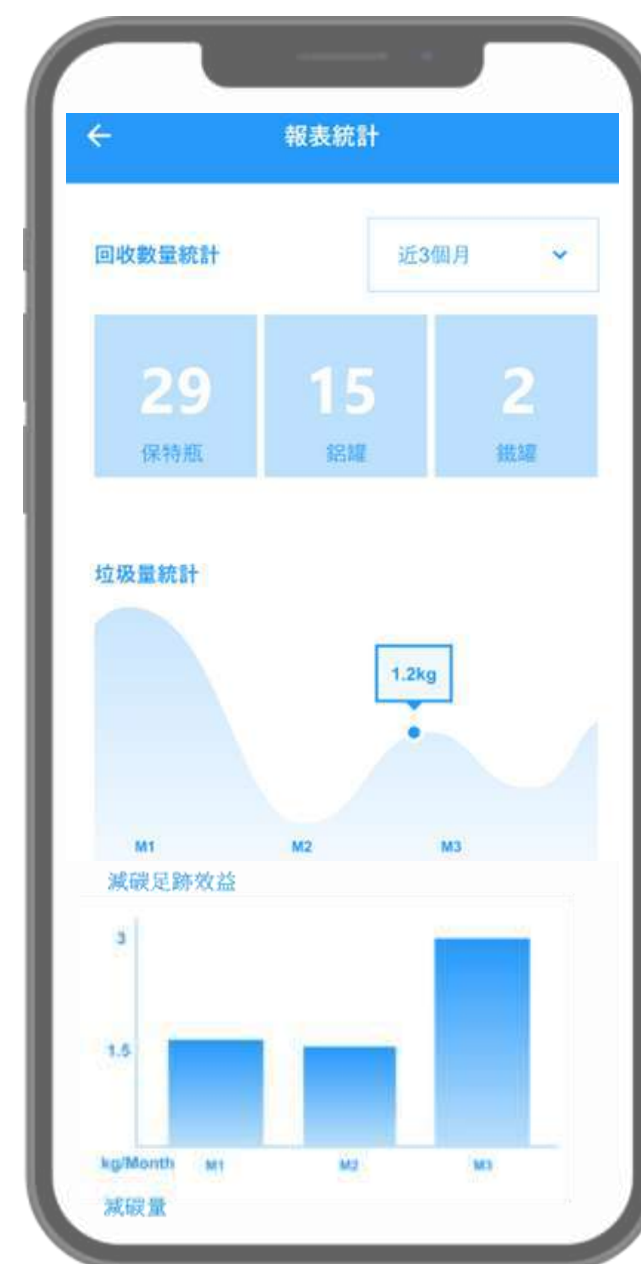 報表統計
回收數量統計
近3個月
29 15 2
保特瓶 鋁罐 鐵罐
垃圾量統計
1.2kg
M1 M2 M3
減碳足跡效益
3
1.5
kg/Month M1 M2 M3
減碳量